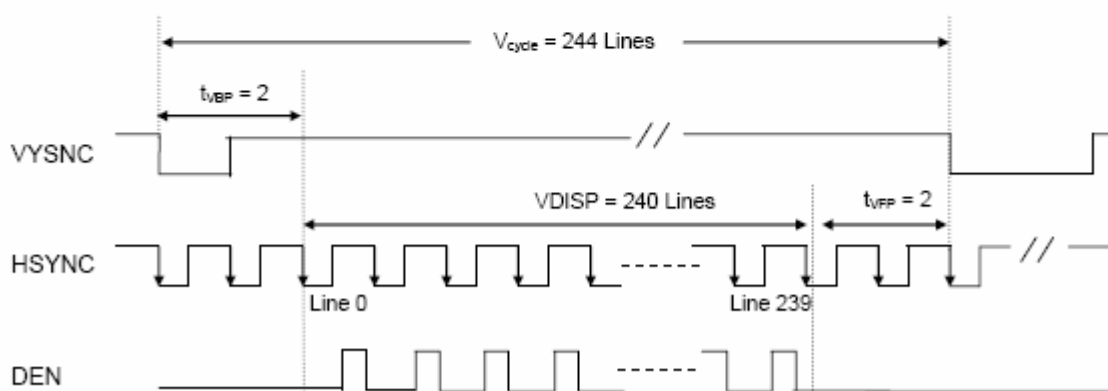 Vcycle = 244 Lines
tVBP = 2
VYSNC
VDISP = 240 Lines
tVFP = 2
HSYNC
Line 0
Line 239
DEN